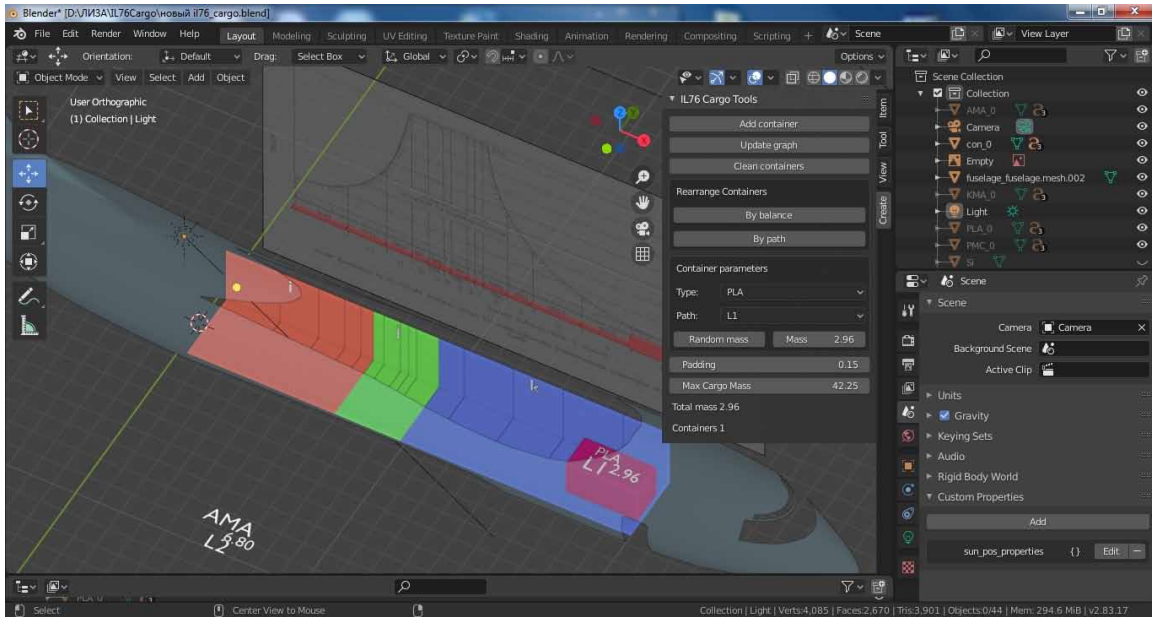 Blender* [D:\ЛИЗА\IL76Cargo\новый il76_cargo.blend]
File Edit Render Window Help Layout Modeling Sculpting UV Editing Texture Paint Shading Animation Rendering Compositing Scripting + Scene View Layer
Orientation: Default Drag: Select Box Global Options
Object Mode View Select Add Object
User Orthographic
(1) Collection | Light
IL76 Cargo Tools
Add container
Update graph
Clean containers
Rearrange Containers
By balance
By path
Container parameters
Type: PLA
Path: L1
Random mass Mass 2.96
Padding 0.15
Max Cargo Mass 42.25
Total mass 2.96
Containers 1
Item
Tool
View
Create
PLA
L1 2.96
AMA
6.80
L2
Scene Collection
Collection
AMA_0
Camera
con_0
Empty
fuselage_fuselage.mesh.002
KMA_0
Light
PLA_0
PMC_0
Si
Scene
Scene
Camera Camera
Background Scene
Active Clip
Units
Gravity
Keying Sets
Audio
Rigid Body World
Custom Properties
Add
sun_pos_properties {} Edit
PLA_0
Select Center View to Mouse Collection | Light | Verts:4,085 | Faces:2,670 | Tris:3,901 | Objects:0/44 | Mem: 294.6 MiB | v2.83.17